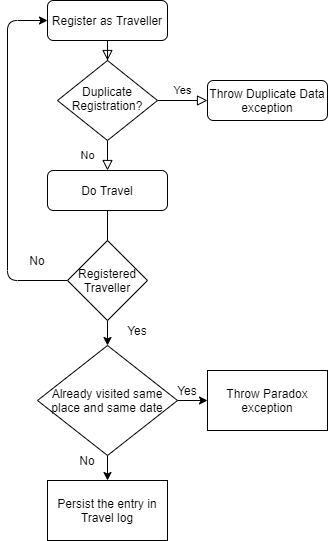 Register as Traveller
Duplicate
Registration?
Yes
Throw Duplicate Data
exception
No
Do Travel
No
Registered
Traveller
Yes
Already visited same
place and same date
Yes
Throw Paradox
exception
No
Persist the entry in
Travel log